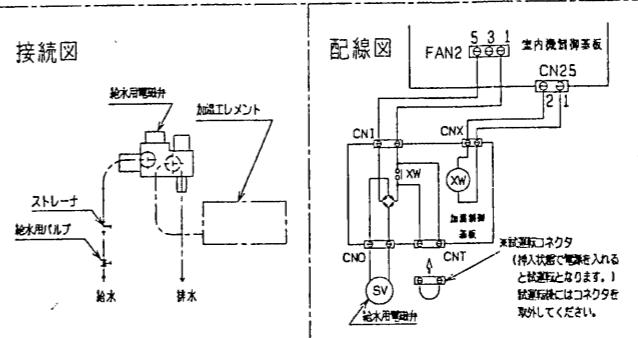 接続図
給水用電磁弁
加湿エレメント
ストレーナ
給水用バルブ
給水
排水
配線図
5 3 1
FAN2
室内機制御基板
CN25
2 1
CN1
CNX
XW
XW
加湿制御
基板
CNO
CNT
SV
給水用電磁弁
※試運転コネクタ
(挿入状態で電源を入れる
と試運転となります。)
試運転後にはコネクタを
取外してください。